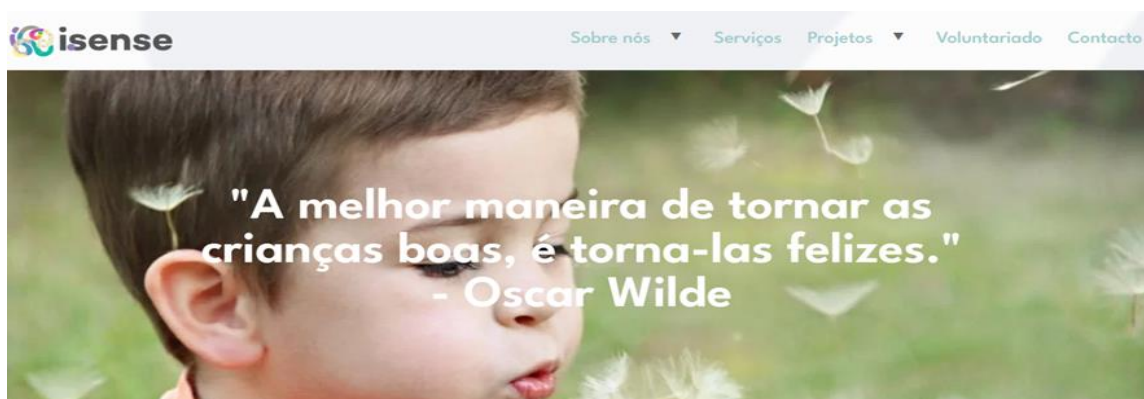 isense
Sobre nós ▼ Serviços Projetos ▼ Voluntariado Contacto
"A melhor maneira de tornar as
crianças boas, é torna-las felizes."
- Oscar Wilde